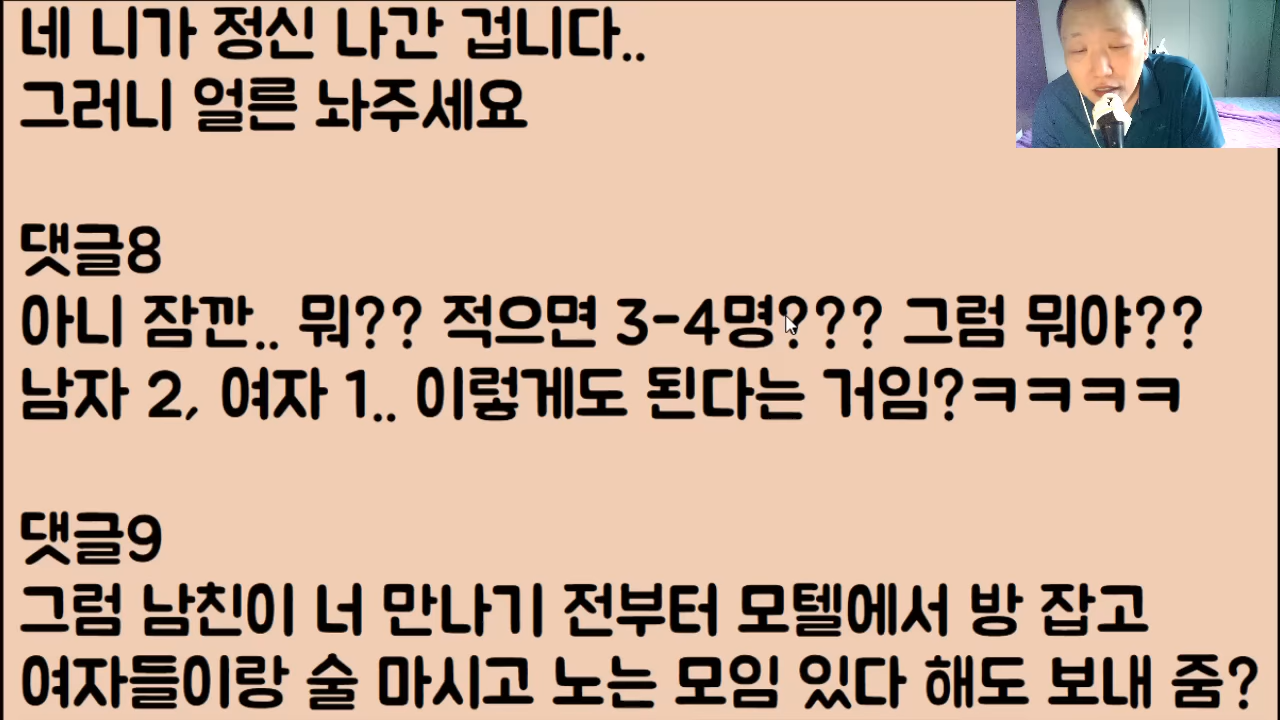 네 니가 정신 나간 겁니다..
그러니 얼른 놔주세요
댓글8
아니 잠깐.. 뭐?? 적으면 3-4명??? 그럼 뭐야??
남자 2, 여자 1.. 이렇게도 된다는 거임?ㅋㅋㅋㅋ
댓글9
그럼 남친이 너 만나기 전부터 모텔에서 방 잡고
여자들이랑 술 마시고 노는 모임 있다 해도 보내 줌?